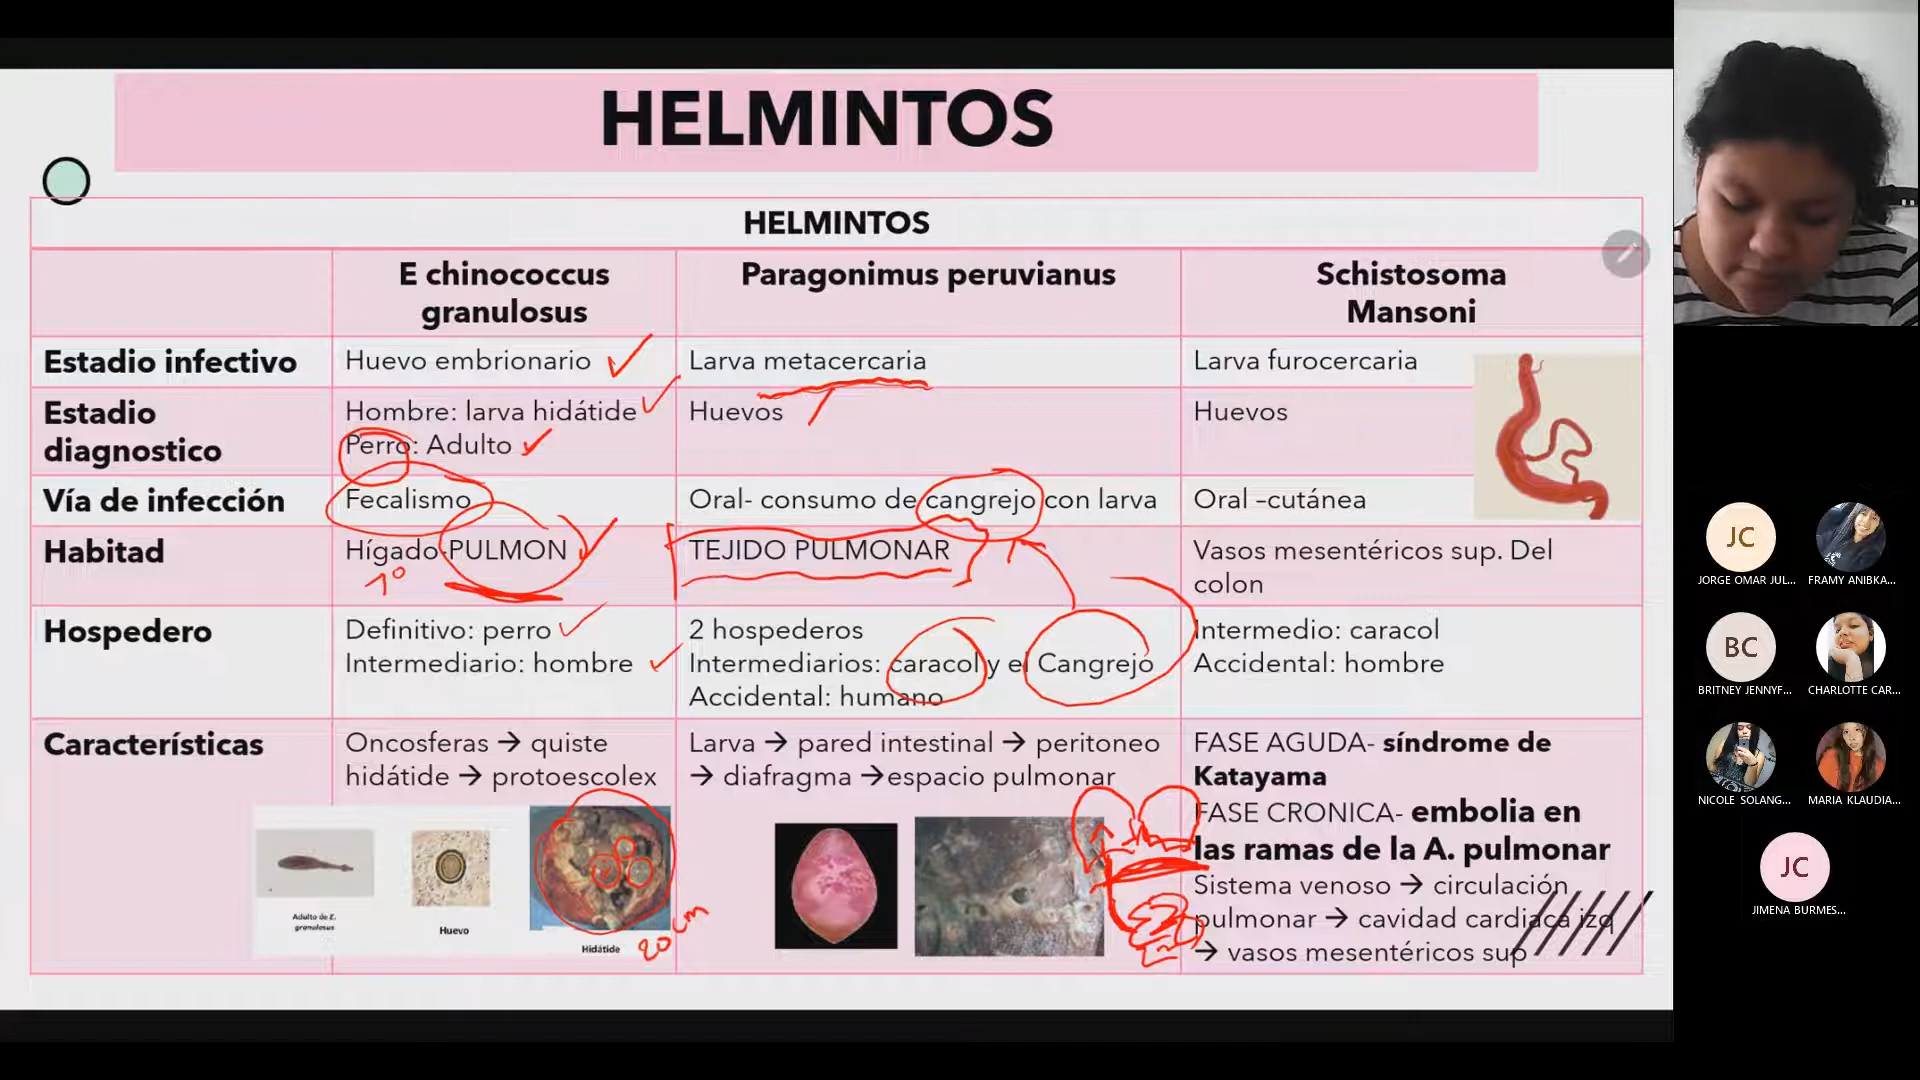 HELMINTOS
HELMINTOS
E chinococcus
granulosus
Paragonimus peruvianus
Schistosoma
Mansoni
Estadio infectivo
Huevo embrionario
Larva metacercaria
Larva furocercaria
Estadio
diagnostico
Hombre: larva hidátide
Perro: Adulto
Huevos
Huevos
Vía de infección
Fecalismo
Oral- consumo de cangrejo con larva
Oral –cutánea
Habitad
Hígado-PULMON
1°
TEJIDO PULMONAR
Vasos mesentéricos sup. Del
colon
Hospedero
Definitivo: perro
Intermediario: hombre
2 hospederos
Intermediarios: caracol y el Cangrejo
Accidental: humano
Intermedio: caracol
Accidental: hombre
Características
Oncosferas → quiste
hidátide → protoescolex
Larva → pared intestinal → peritoneo
→ diafragma →espacio pulmonar
FASE AGUDA- síndrome de
Katayama
FASE CRONICA- embolia en
las ramas de la A. pulmonar
Sistema venoso → circulación
pulmonar → cavidad cardiaca izq
→ vasos mesentéricos sup
Adulto de E.
granulosus
Huevo
Hidátide
20 cm
JC
JORGE OMAR JUL...
FRAMY ANIBKA...
BC
BRITNEY JENNYF...
CHARLOTTE CAR...
NICOLE SOLANG...
MARIA KLAUDIA...
JC
JIMENA BURMES...